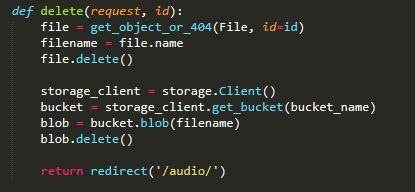 def delete(request, id):
    file = get_object_or_404(File, id=id)
    filename = file.name
    file.delete()

    storage_client = storage.Client()
    bucket = storage_client.get_bucket(bucket_name)
    blob = bucket.blob(filename)
    blob.delete()

    return redirect('/audio/')